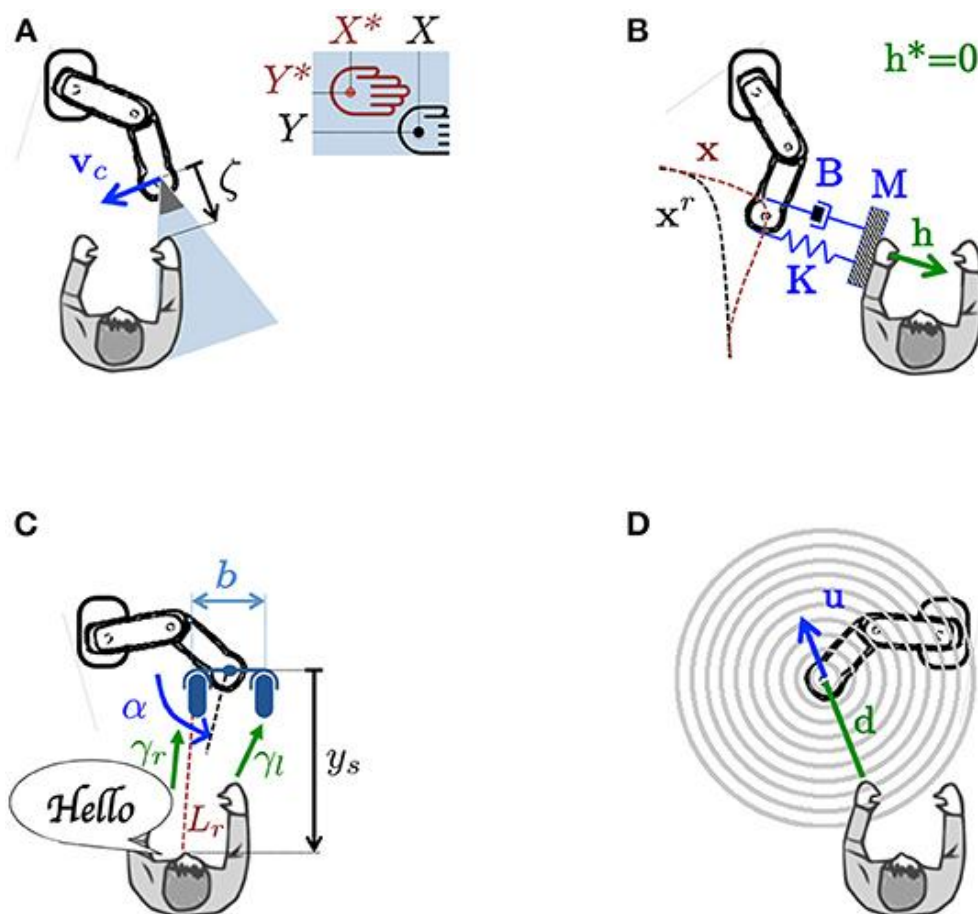 A
X* X
Y*
Y
v_c
ζ
B
h*=0
x
x^r
B
M
h
K
C
b
α
γ_r
γ_l
y_s
Hello
L_r
D
u
d